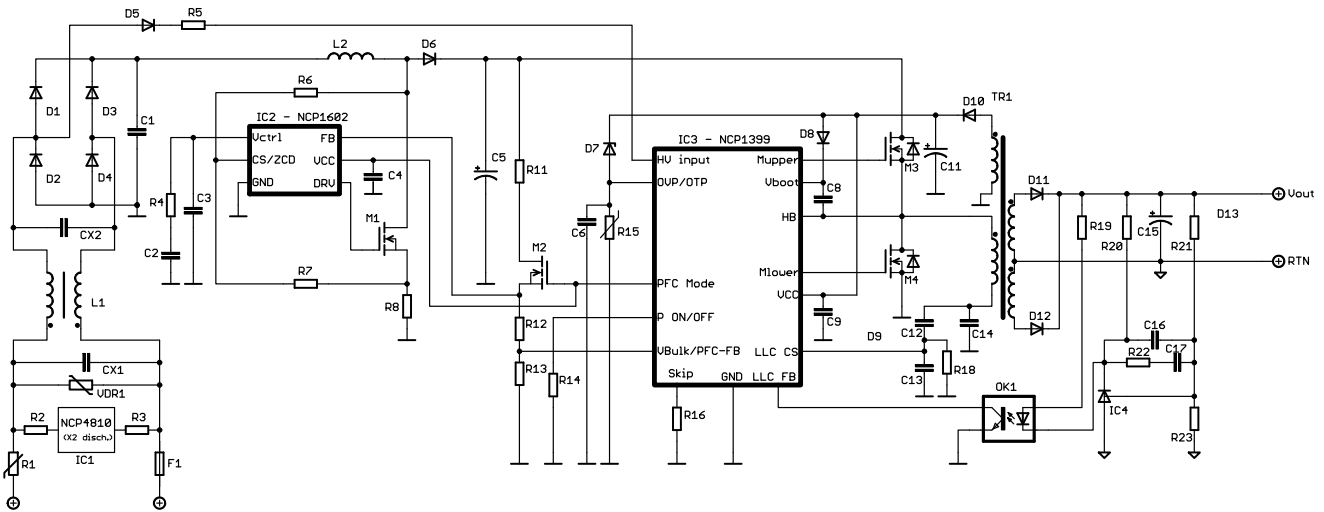 D5
R5
L2
D6
R6
D1
D3
C1
IC2 - NCP1602
Vctrl
FB
CS/ZCD
VCC
GND
DRV
D2
D4
R4
C3
C4
C2
CX2
M1
R7
R8
L1
CX1
VDR1
R2
NCP4810
(X2 disch.)
R3
IC1
R1
F1
C5
R11
M2
R12
R13
R14
D7
C6
R15
IC3 - NCP1399
HV input
Mupper
OVP/OTP
Vboot
HB
Mlower
PFC Mode
VCC
P ON/OFF
VBulk/PFC-FB
LLC CS
Skip
GND
LLC FB
R16
D8
C8
C9
D9
M3
M4
C11
D10
TR1
C12
C14
C13
R18
D11
D12
R19
R20
C15
R21
D13
Vout
RTN
C16
R22
C17
OK1
IC4
R23